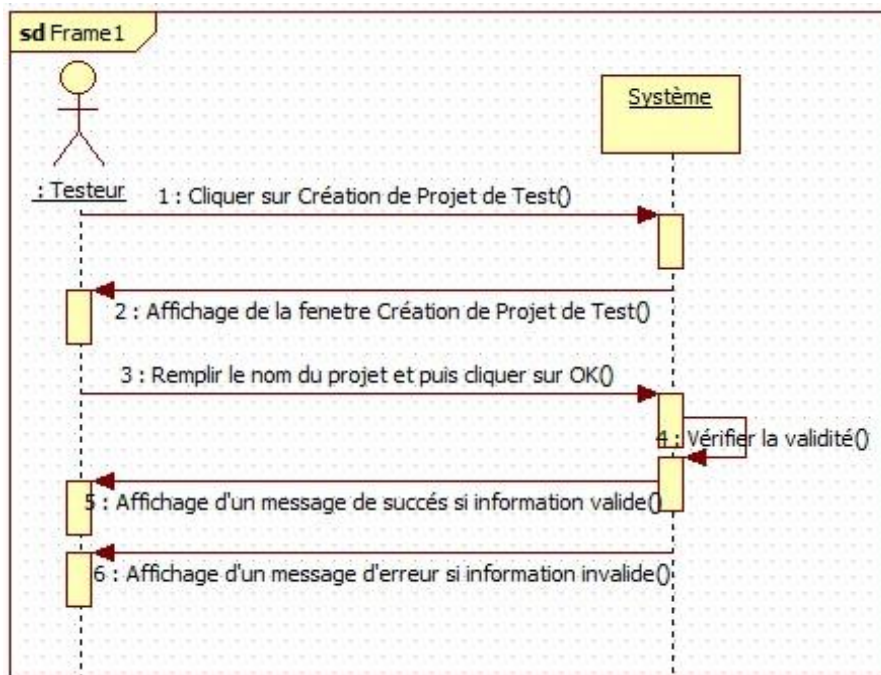 sd Frame1
Système
: Testeur
1 : Cliquer sur Création de Projet de Test()
2 : Affichage de la fenetre Création de Projet de Test()
3 : Remplir le nom du projet et puis cliquer sur OK()
4 : Vérifier la validité()
5 : Affichage d'un message de succés si information valide()
6 : Affichage d'un message d'erreur si information invalide()